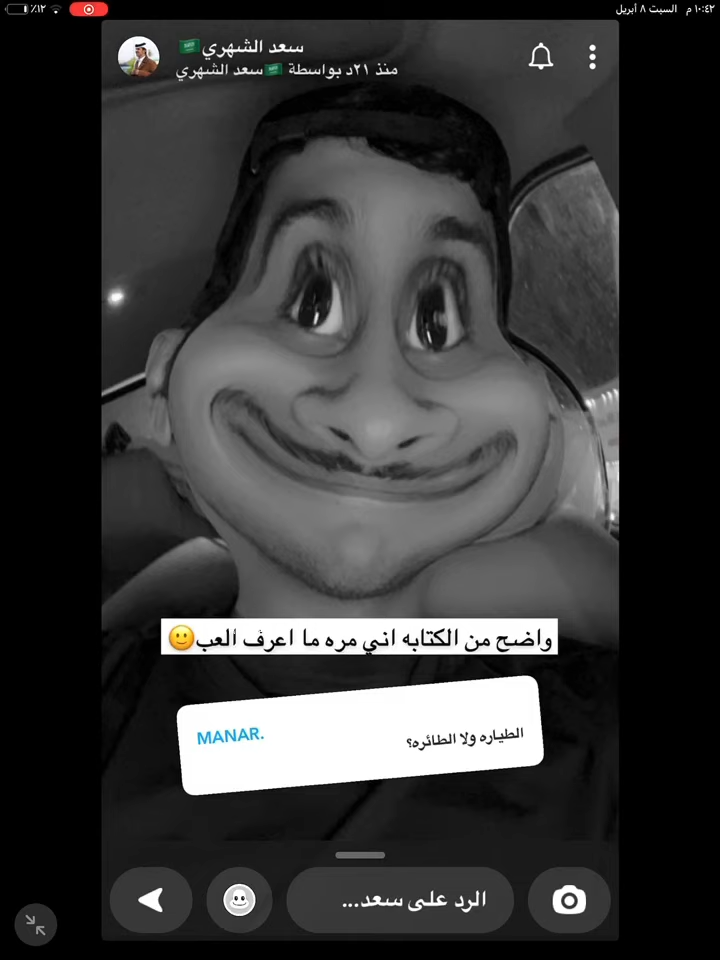 ١٠:٤٢ م السبت ٨ أبريل
٪١٢
سعد الشهري🇸🇦
منذ ٢١د بواسطة 🇸🇦سعد الشهري
واضح من الكتابه اني مره ما اعرف العب🙂
MANAR.
الطياره ولا الطائره؟
الرد على سعد...